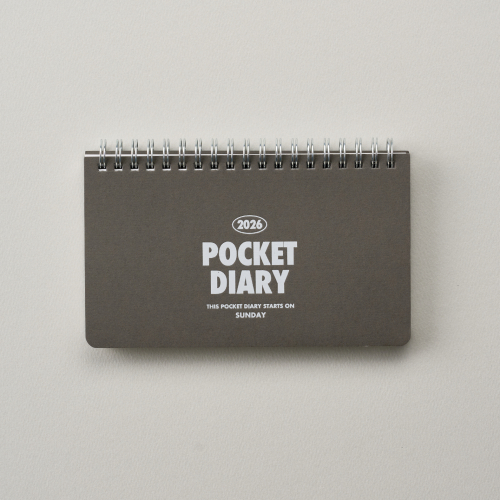 2026
POCKET
DIARY
THIS POCKET DIARY STARTS ON
SUNDAY